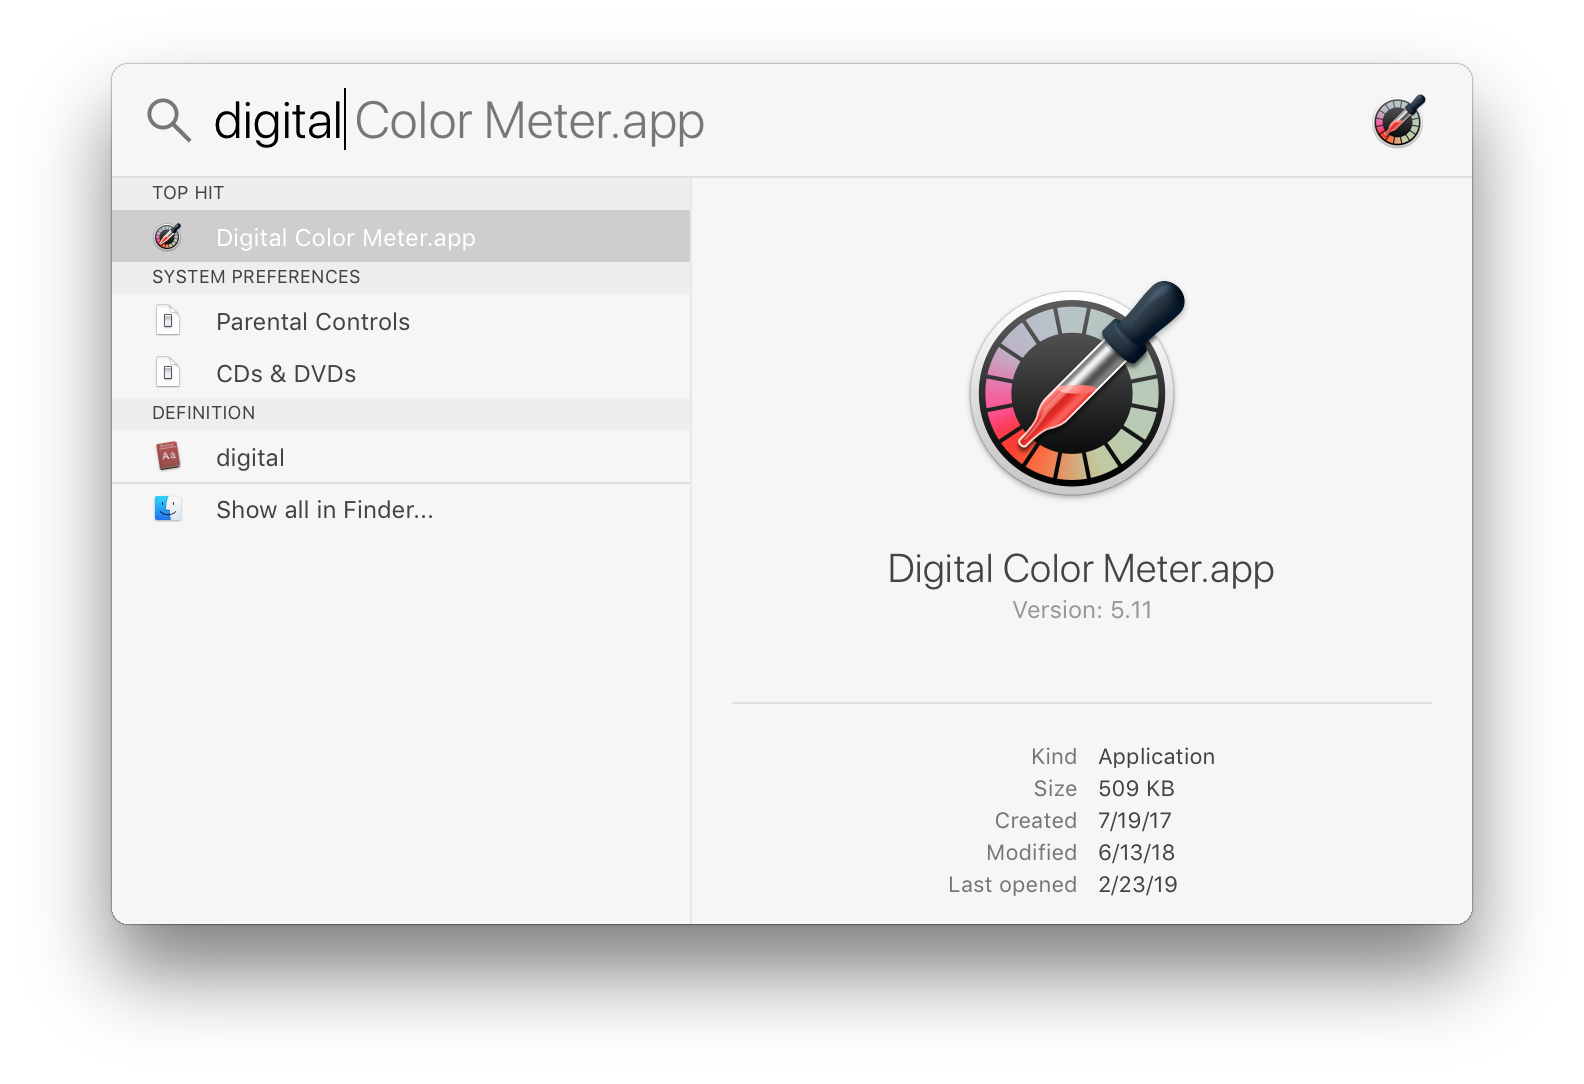 digital Color Meter.app
TOP HIT
Digital Color Meter.app
SYSTEM PREFERENCES
Parental Controls
CDs & DVDs
DEFINITION
Aa
digital
Show all in Finder...
Digital Color Meter.app
Version: 5.11
Kind Application
Size 509 KB
Created 7/19/17
Modified 6/13/18
Last opened 2/23/19